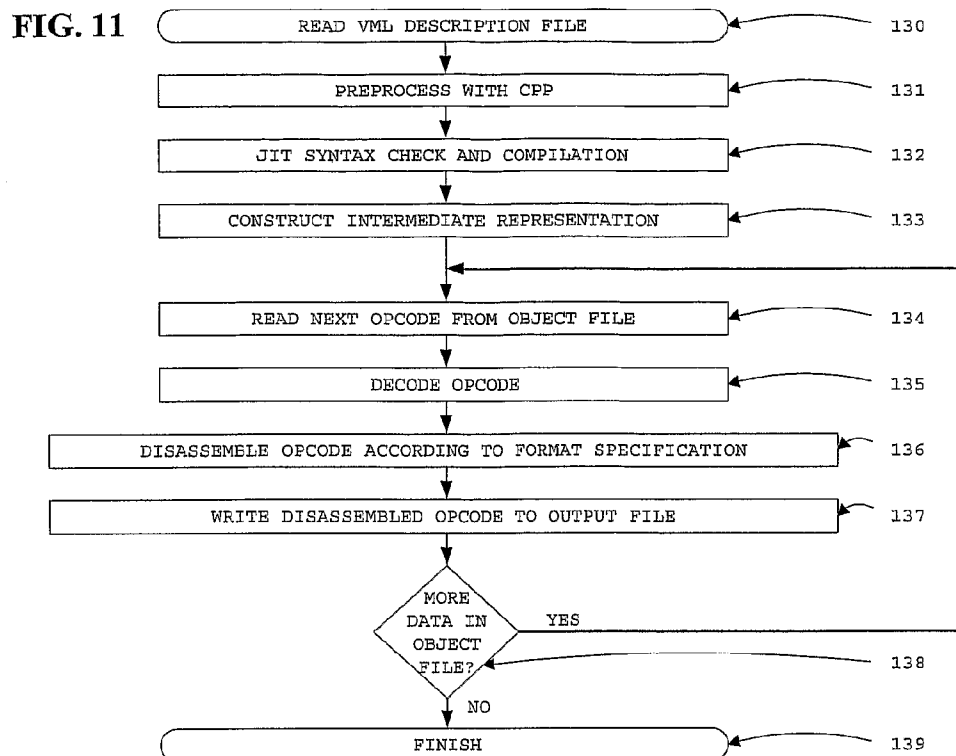 FIG. 11
READ VML DESCRIPTION FILE
130
PREPROCESS WITH CPP
131
JIT SYNTAX CHECK AND COMPILATION
132
CONSTRUCT INTERMEDIATE REPRESENTATION
133
READ NEXT OPCODE FROM OBJECT FILE
134
DECODE OPCODE
135
DISASSEMBLE OPCODE ACCORDING TO FORMAT SPECIFICATION
136
WRITE DISASSEMBLED OPCODE TO OUTPUT FILE
137
MORE
DATA IN
OBJECT
FILE?
YES
138
NO
FINISH
139